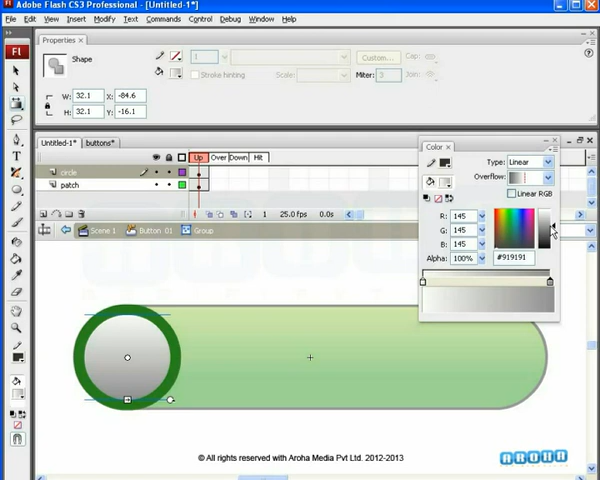 Adobe Flash CS3 Professional - [Untitled-1*]
File Edit View Insert Modify Text Commands Control Debug Window Help
Fl
Properties
Shape
1
Custom...
Cap:
Stroke hinting
Scale:
Miter: 3
Join:
W: 32.1 X: -84.6
H: 32.1 Y: -16.1
Untitled-1* buttons*
Up Over Down Hit
circle
patch
1 25.0 fps 0.0s
Scene 1 Button 01 Group
Color
Type: Linear
Overflow:
Linear RGB
R: 145
G: 145
B: 145
Alpha: 100% #919191
© All rights reserved with Aroha Media Pvt Ltd. 2012-2013
AROHA